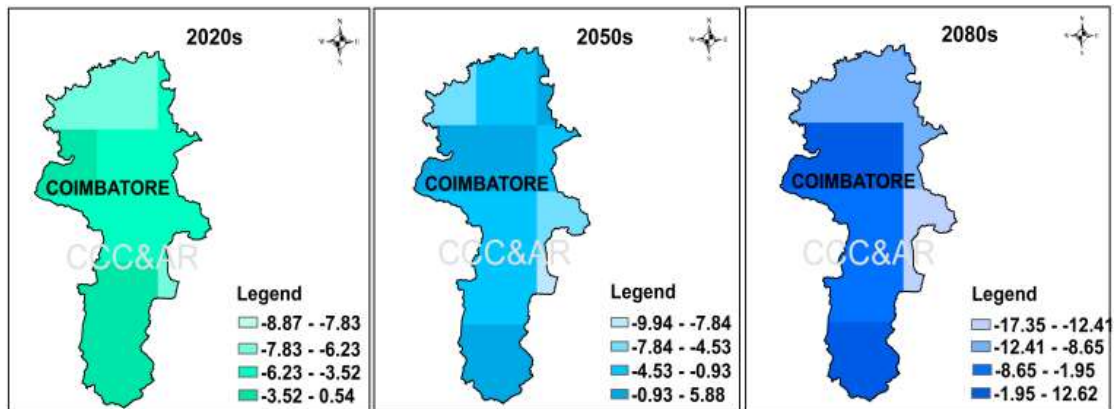 2020s
N
W E
S
COIMBATORE
CCC&AR
Legend
-8.87 - -7.83
-7.83 - -6.23
-6.23 - -3.52
-3.52 - 0.54
2050s
N
W E
S
COIMBATORE
CCC&AR
Legend
-9.94 - -7.84
-7.84 - -4.53
-4.53 - -0.93
-0.93 - 5.88
2080s
N
W E
S
COIMBATORE
CCC&AR
Legend
-17.35 - -12.41
-12.41 - -8.65
-8.65 - -1.95
-1.95 - 12.62